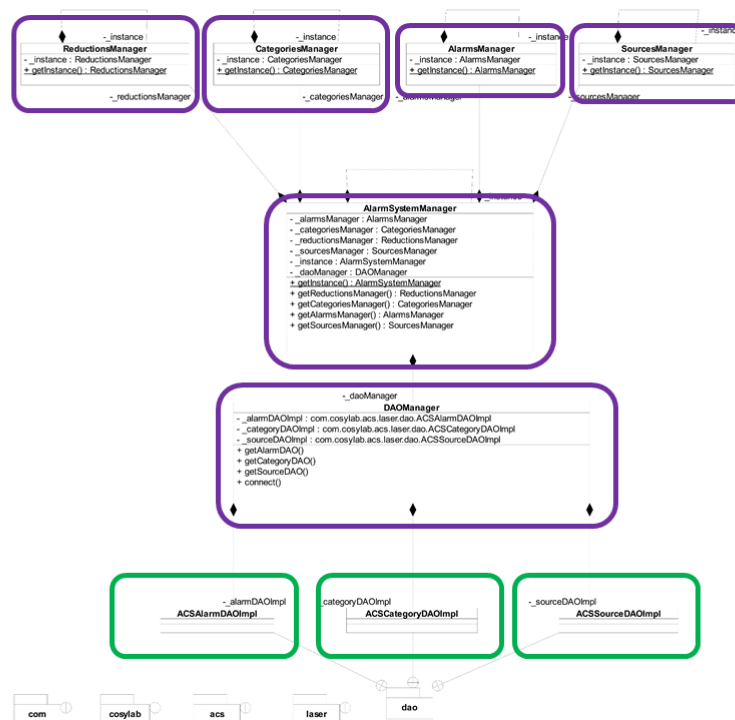 -_instance
-_instance
-_instance
-_instance
ReductionsManager
- _instance : ReductionsManager
+ getInstance() : ReductionsManager
CategoriesManager
- _instance : CategoriesManager
+ getInstance() : CategoriesManager
AlarmsManager
- _instance : AlarmsManager
+ getInstance() : AlarmsManager
SourcesManager
- _instance : SourcesManager
+ getInstance() : SourcesManager
-_reductionsManager
-_categoriesManager
-_alarmsManager
-_sourcesManager
-_instance
AlarmSystemManager
- _alarmsManager : AlarmsManager
- _categoriesManager : CategoriesManager
- _reductionsManager : ReductionsManager
- _sourcesManager : SourcesManager
- _instance : AlarmSystemManager
- _daoManager : DAOManager
+ getInstance() : AlarmSystemManager
+ getReductionsManager() : ReductionsManager
+ getCategoriesManager() : CategoriesManager
+ getAlarmsManager() : AlarmsManager
+ getSourcesManager() : SourcesManager
-_daoManager
DAOManager
- _alarmDAOImpl : com.cosylab.acs.laser.dao.ACSAlarmDAOImpl
- _categoryDAOImpl : com.cosylab.acs.laser.dao.ACSCategoryDAOImpl
- _sourceDAOImpl : com.cosylab.acs.laser.dao.ACSSourceDAOImpl
+ getAlarmDAO()
+ getCategoryDAO()
+ getSourceDAO()
+ connect()
-_alarmDAOImpl
ACSAlarmDAOImpl
_categoryDAOImpl
ACSCategoryDAOImpl
-_sourceDAOImpl
ACSSourceDAOImpl
com
cosylab
acs
laser
dao